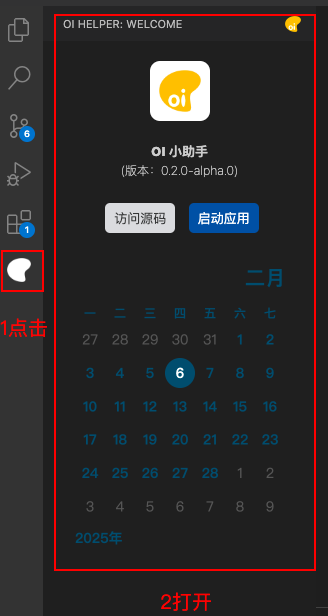 OI HELPER: WELCOME
oi
oi
OI 小助手
(版本：0.2.0-alpha.0)
访问源码 启动应用
6
1
1点击
二月
一 二 三 四 五 六 七
27 28 29 30 31 1 2
3 4 5 6 7 8 9
10 11 12 13 14 15 16
17 18 19 20 21 22 23
24 25 26 27 28 1 2
3 4 5 6 7 8 9
2025年
2打开